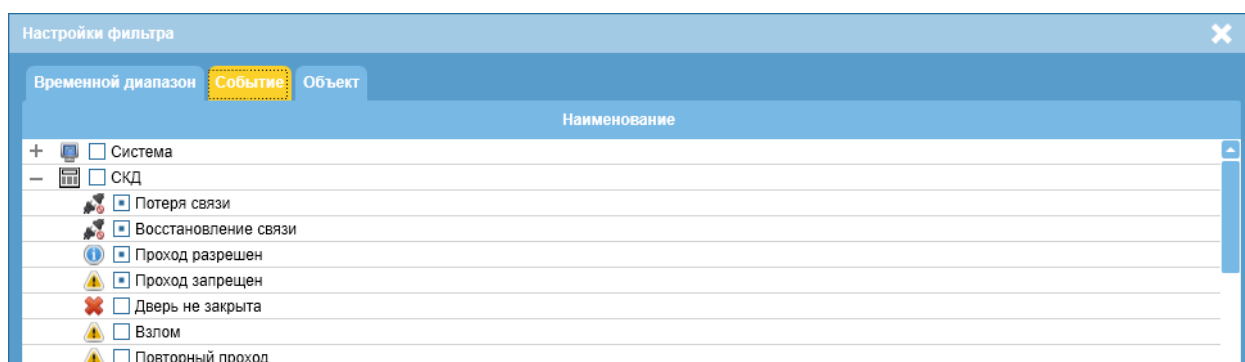 Настройки фильтра
Временной диапазон Событие Объект
Наименование
Система
СКД
Потеря связи
Восстановление связи
Проход разрешен
Проход запрещен
Дверь не закрыта
Взлом
Повторный проход